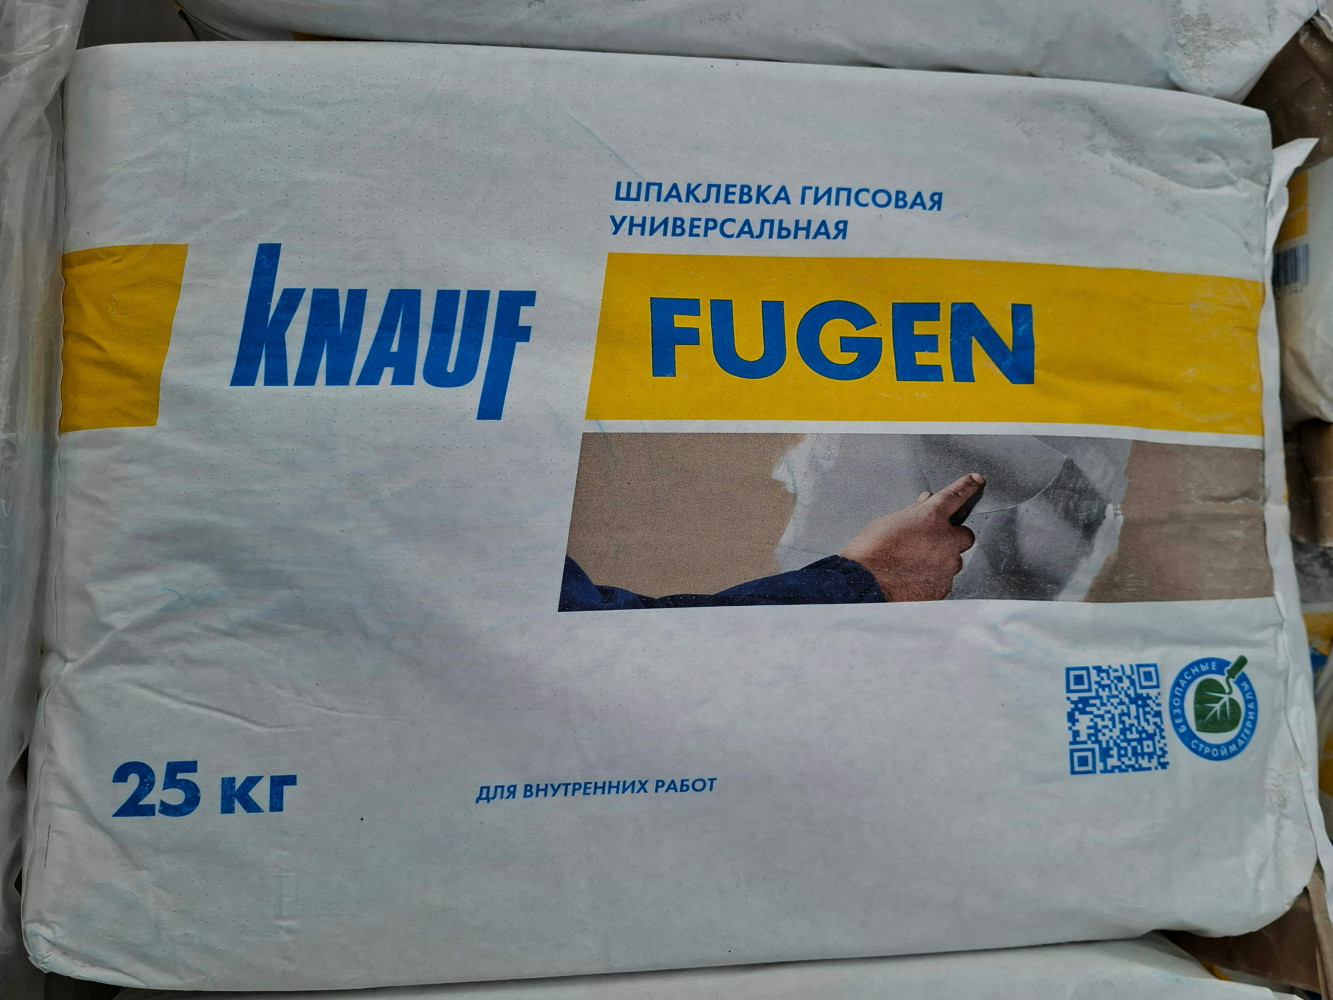 ШПАКЛЕВКА ГИПСОВАЯ
УНИВЕРСАЛЬНАЯ
KNAUF
FUGEN
БЕЗОПАСНЫЕ
СТРОЙМАТЕРИАЛЫ
25 кг
ДЛЯ ВНУТРЕННИХ РАБОТ